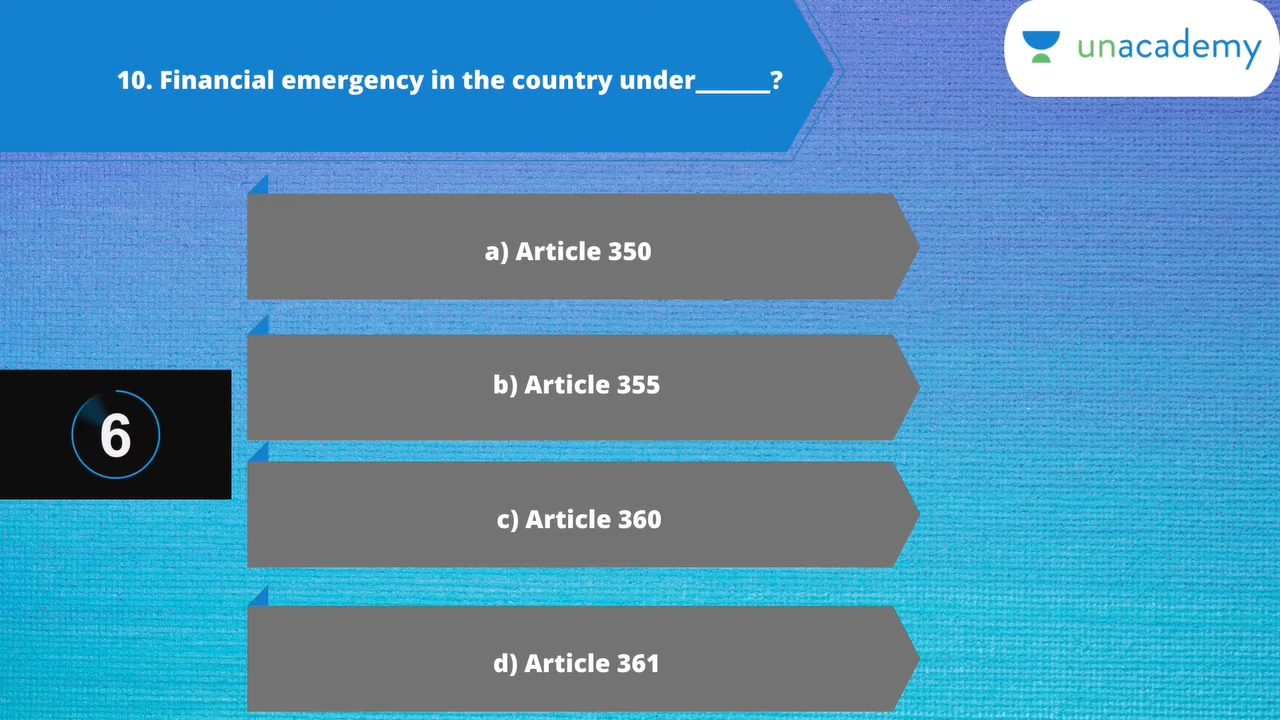 10. Financial emergency in the country under______?
unacademy
a) Article 350
b) Article 355
6
c) Article 360
d) Article 361